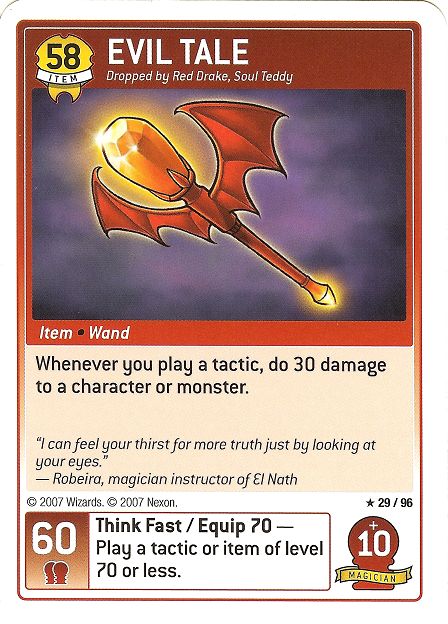 58
ITEM
EVIL TALE
Dropped by Red Drake, Soul Teddy
Item • Wand
Whenever you play a tactic, do 30 damage
to a character or monster.
“I can feel your thirst for more truth just by looking at
your eyes.”
— Robeira, magician instructor of El Nath
© 2007 Wizards. © 2007 Nexon.
★ 29 / 96
60
Think Fast / Equip 70 —
Play a tactic or item of level
70 or less.
+
10
MAGICIAN